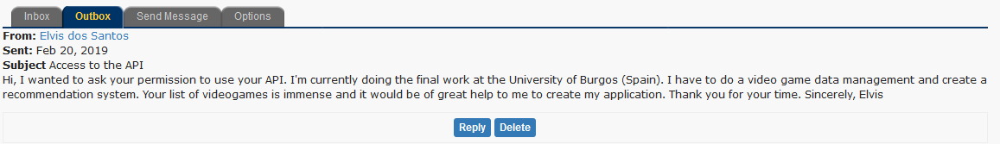 Inbox Outbox Send Message Options
From: Elvis dos Santos
Sent: Feb 20, 2019
Subject Access to the API
Hi, I wanted to ask your permission to use your API. I'm currently doing the final work at the University of Burgos (Spain). I have to do a video game data management and create a
recommendation system. Your list of videogames is immense and it would be of great help to me to create my application. Thank you for your time. Sincerely, Elvis
Reply Delete